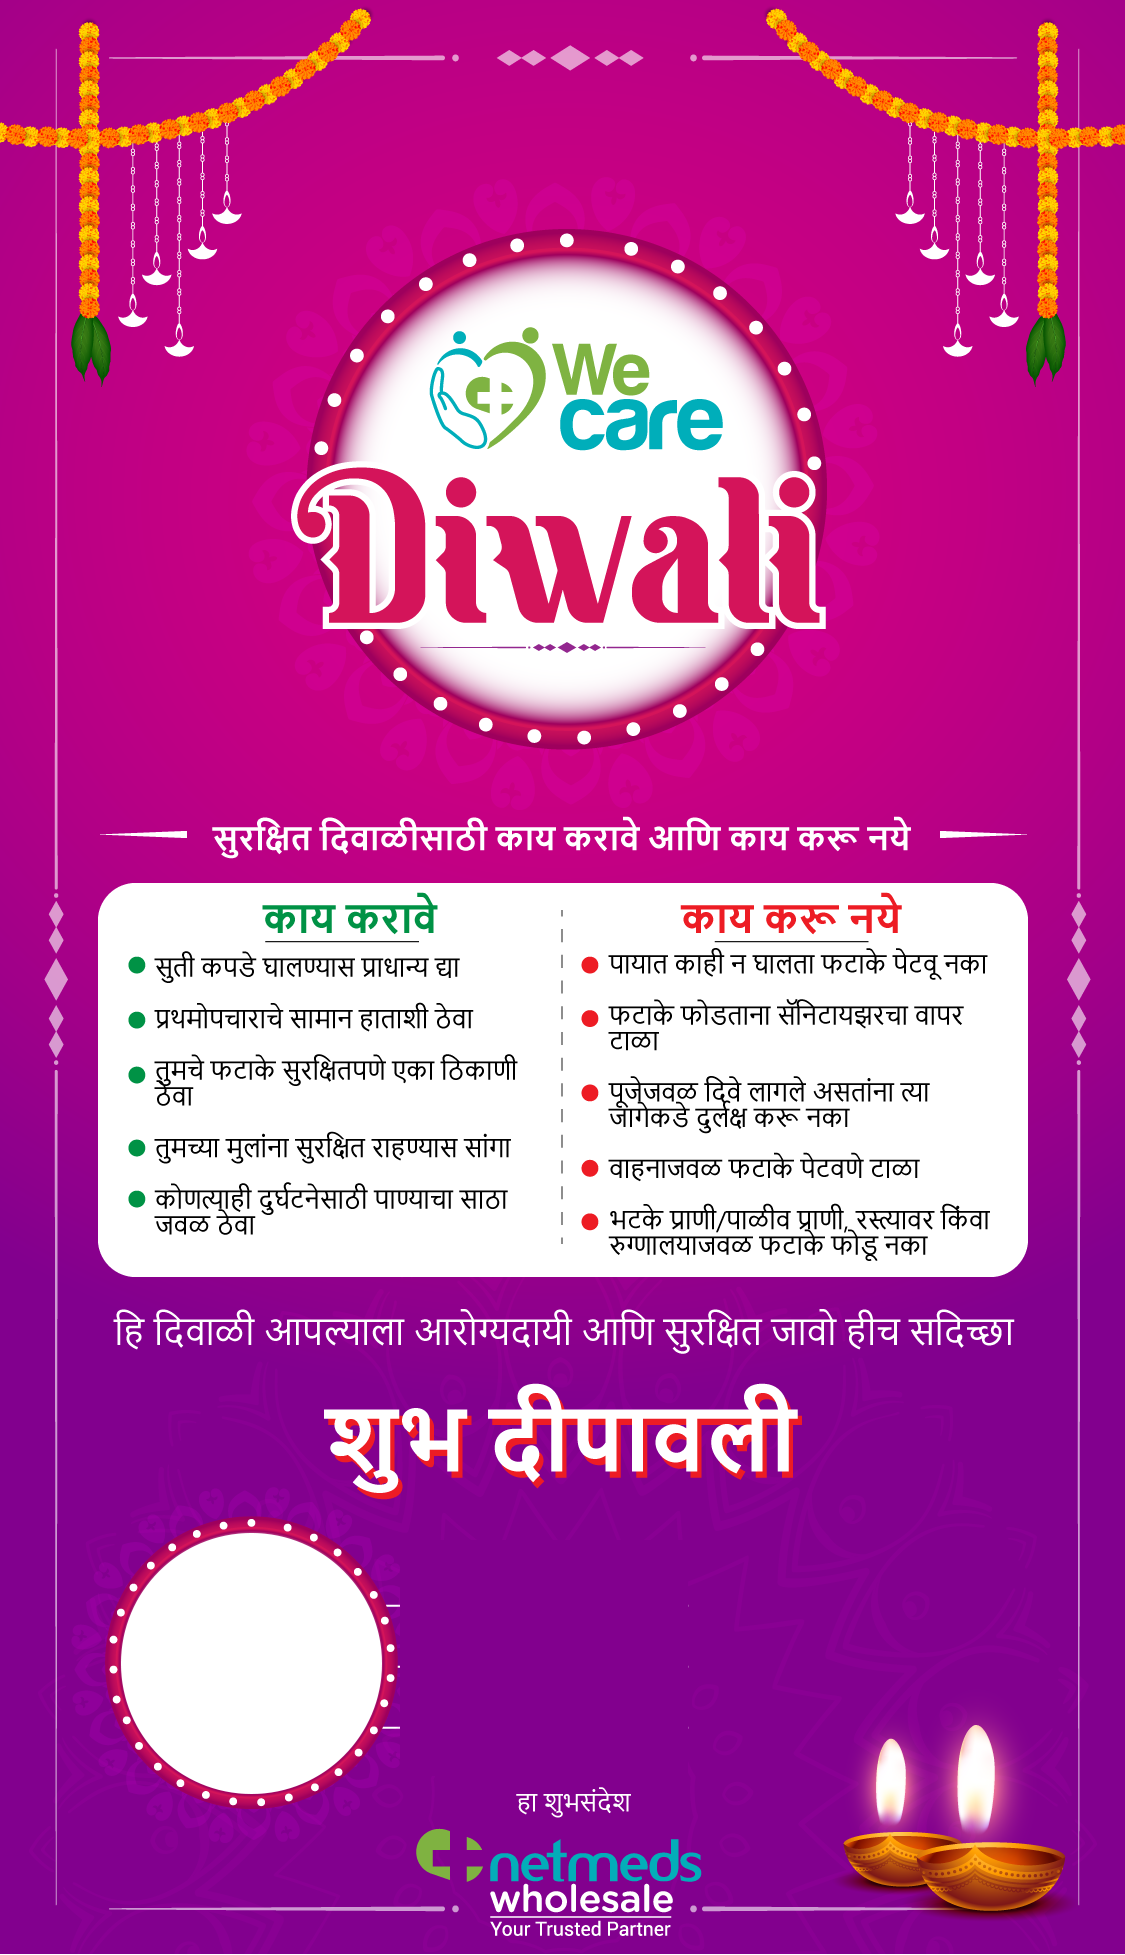 We
care
Diwali
सुरक्षित दिवाळीसाठी काय करावे आणि काय करू नये
काय करावे
सुती कपडे घालण्यास प्राधान्य द्या
प्रथमोपचाराचे सामान हाताशी ठेवा
तुमचे फटाके सुरक्षितपणे एका ठिकाणी
ठेवा
तुमच्या मुलांना सुरक्षित राहण्यास सांगा
कोणत्याही दुर्घटनेसाठी पाण्याचा साठा
जवळ ठेवा
काय करू नये
पायात काही न घालता फटाके पेटवू नका
फटाके फोडताना सॅनिटायझरचा वापर
टाळा
पूजेजवळ दिवे लागले असतांना त्या
जागेकडे दुर्लक्ष करू नका
वाहनाजवळ फटाके पेटवणे टाळा
भटके प्राणी/पाळीव प्राणी, रस्त्यावर किंवा
रुग्णालयाजवळ फटाके फोडू नका
हि दिवाळी आपल्याला आरोग्यदायी आणि सुरक्षित जावो हीच सदिच्छा
शुभ दीपावली
हा शुभसंदेश
netmeds
wholesale
Your Trusted Partner